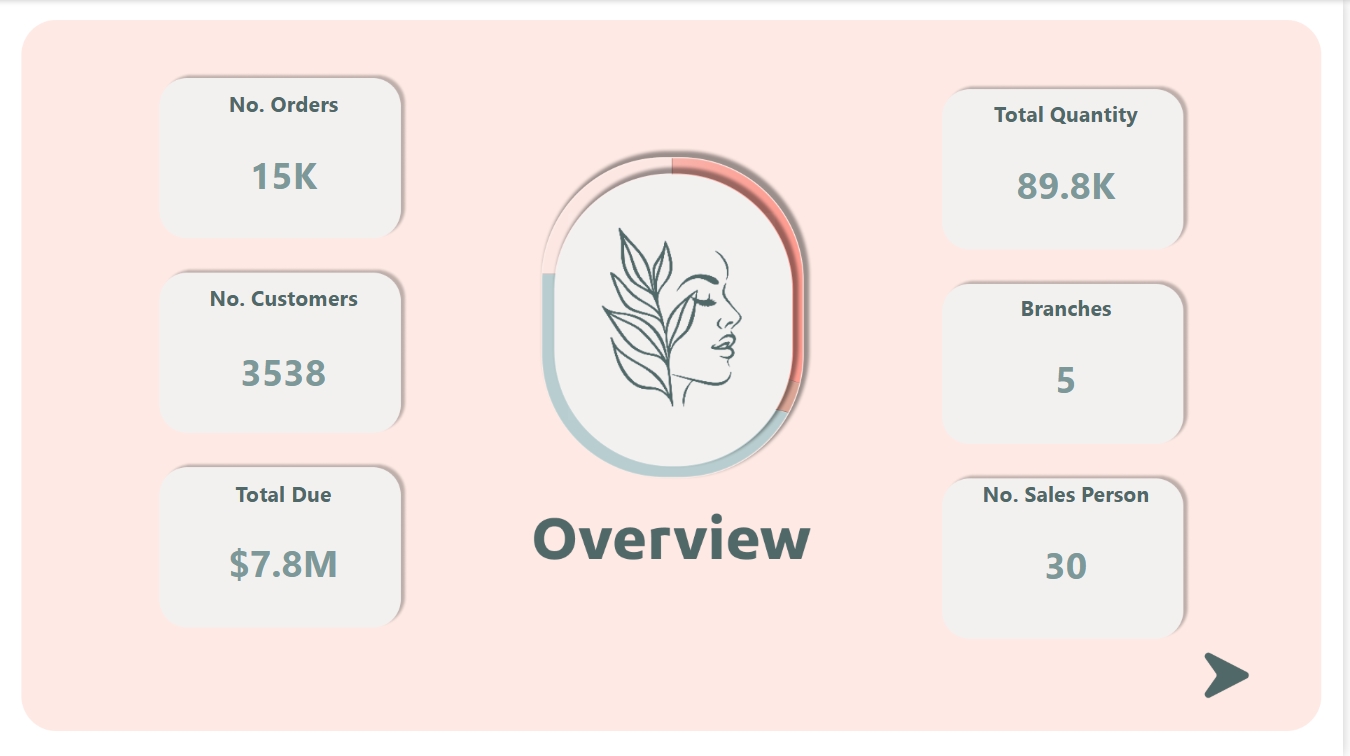 No. Orders
15K
No. Customers
3538
Total Due
$7.8M
Overview
Total Quantity
89.8K
Branches
5
No. Sales Person
30